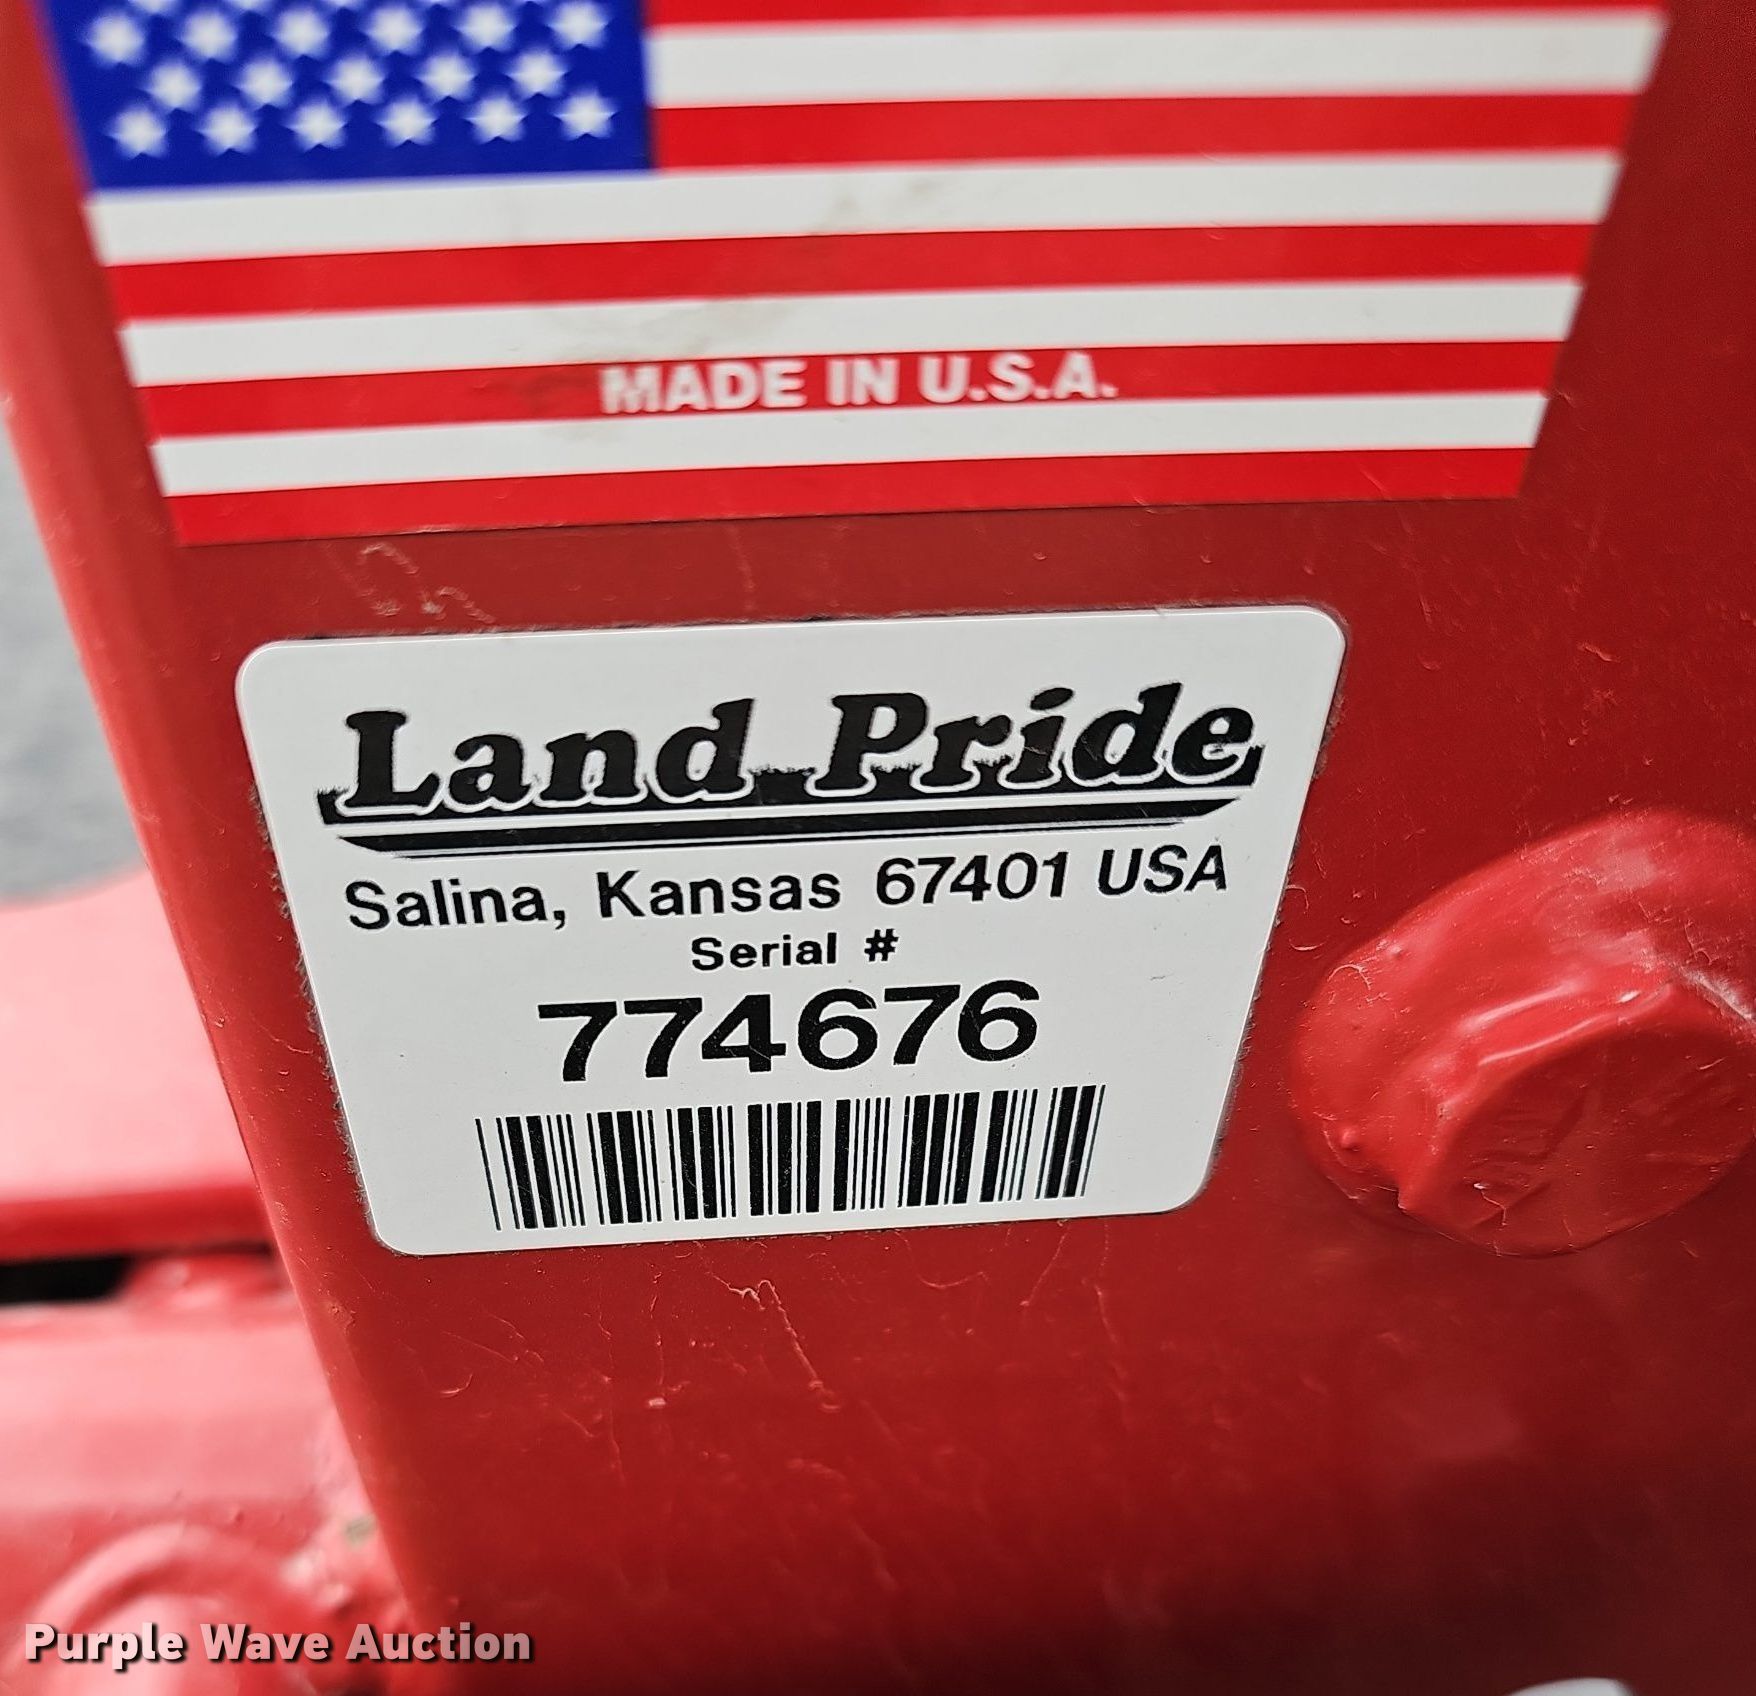 MADE IN U.S.A.
Land Pride
Salina, Kansas 67401 USA
Serial #
774676
Purple Wave Auction